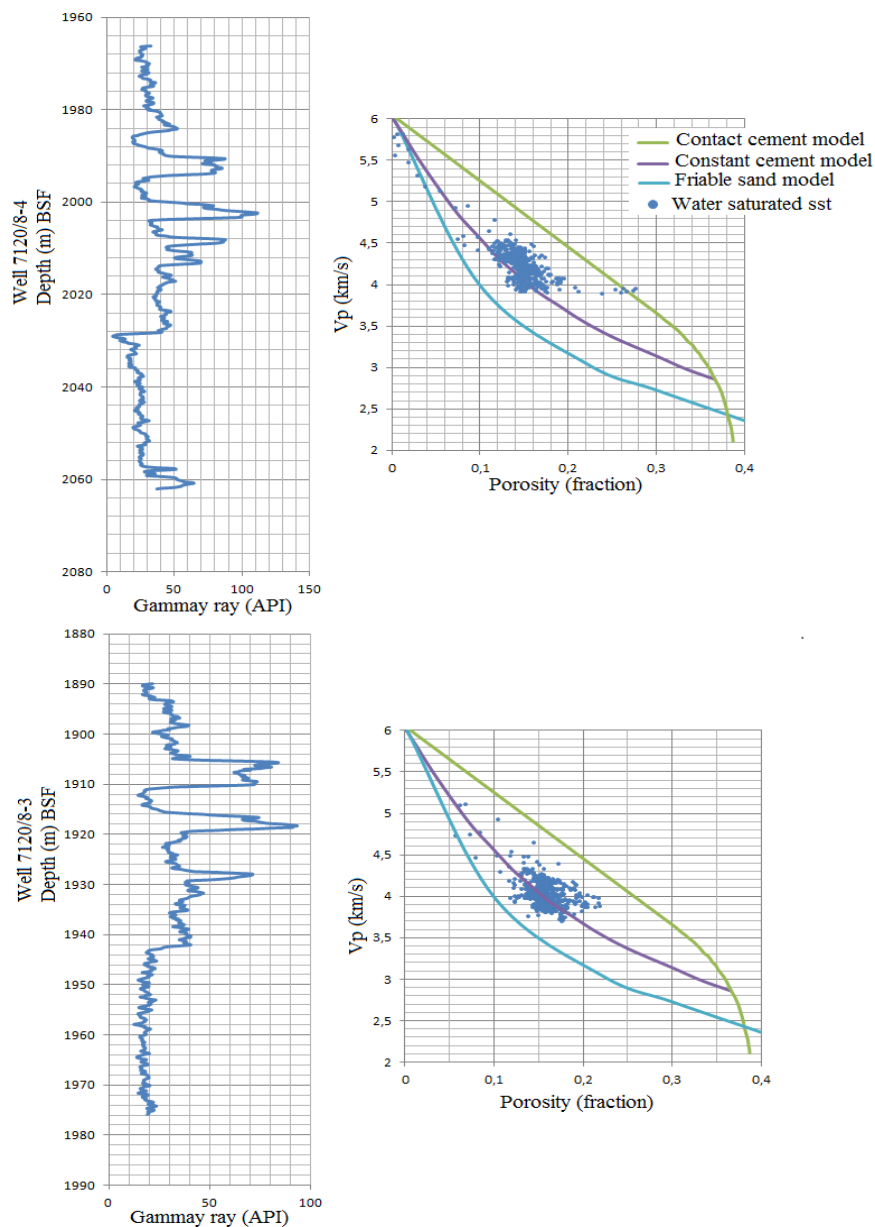 Well 7120/8-4
Depth (m) BSF
1960
1980
2000
2020
2040
2060
2080
0 50 100 150
Gammay ray (API)
Vp (km/s)
6
5,5
5
4,5
4
3,5
3
2,5
2
0 0,1 0,2 0,3 0,4
Porosity (fraction)
Contact cement model
Constant cement model
Friable sand model
Water saturated sst
Well 7120/8-3
Depth (m) BSF
1880
1890
1900
1910
1920
1930
1940
1950
1960
1970
1980
1990
0 50 100
Gammay ray (API)
Vp (km/s)
6
5,5
5
4,5
4
3,5
3
2,5
2
0 0,1 0,2 0,3 0,4
Porosity (fraction)